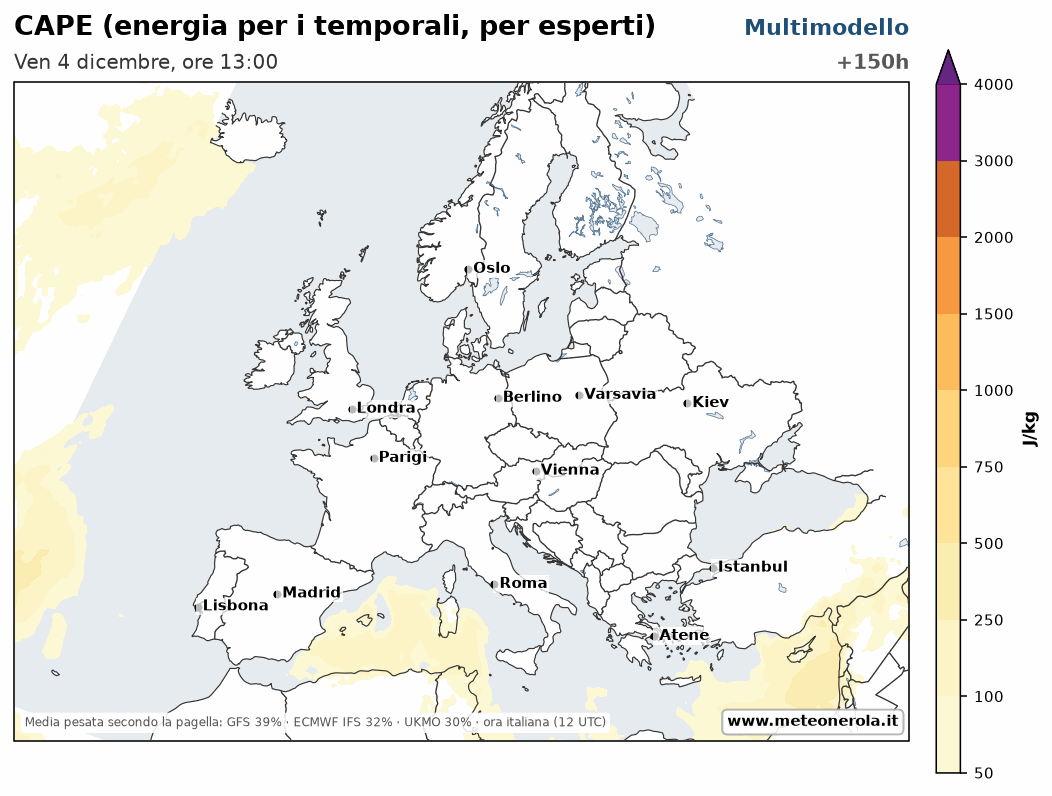 CAPE (energia per i temporali, per esperti)
Multimodello
Ven 4 dicembre, ore 13:00
+150h
4000
3000
2000
1500
1000
750
500
250
100
50
J/kg
Oslo
Berlino
Varsavia
Kiev
Londra
Parigi
Vienna
Istanbul
Roma
Madrid
Lisbona
Atene
Media pesata secondo la pagella: GFS 39% · ECMWF IFS 32% · UKMO 30% · ora italiana (12 UTC)
www.meteonerola.it